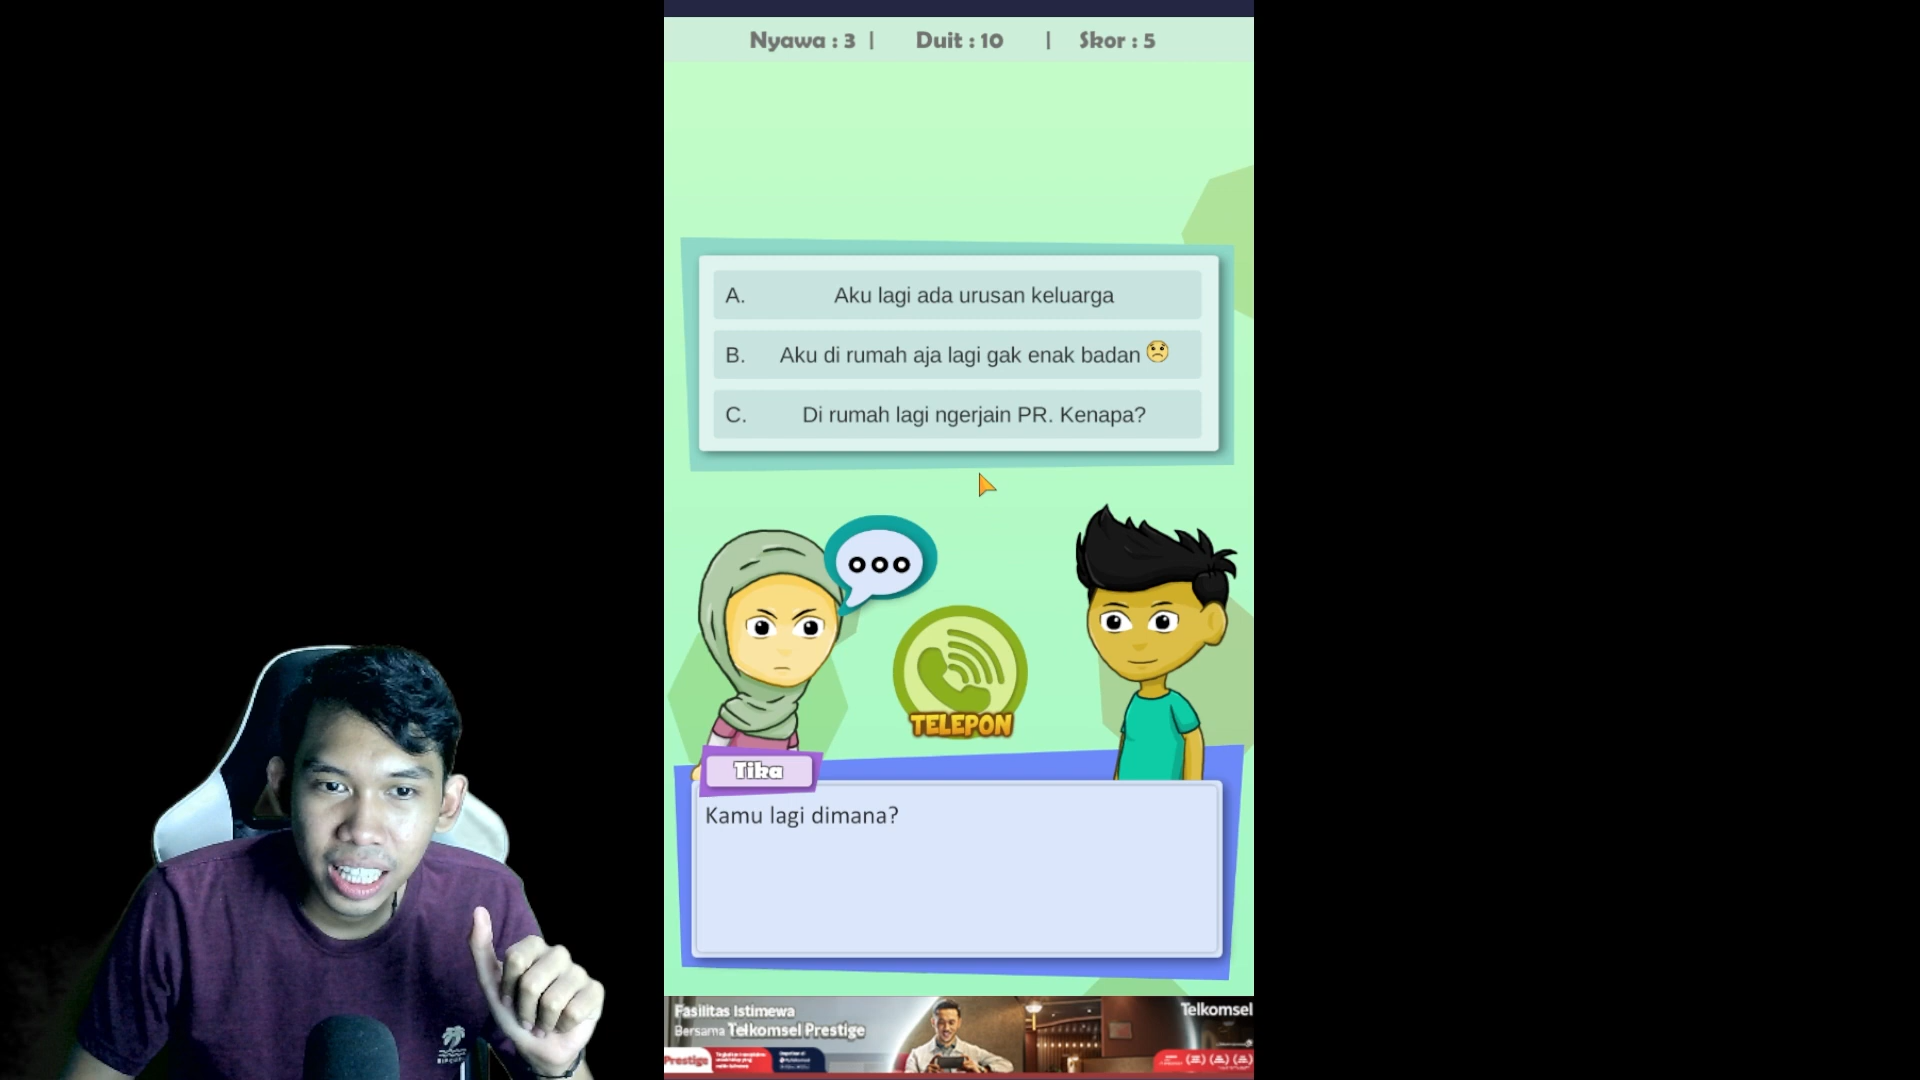 Nyawa : 3 | Duit : 10 | Skor : 5
A. Aku lagi ada urusan keluarga
B. Aku di rumah aja lagi gak enak badan
C. Di rumah lagi ngerjain PR. Kenapa?
TELEPON
Tika
Kamu lagi dimana?
Fasilitas Istimewa
Bersama Telkomsel Prestige
Telkomsel
Prestige